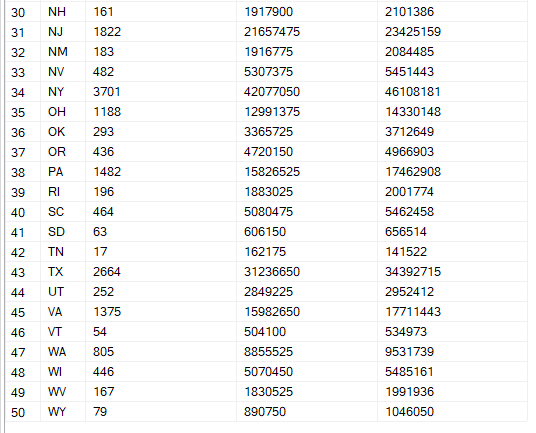 30 NH 161 1917900 2101386
31 NJ 1822 21657475 23425159
32 NM 183 1916775 2084485
33 NV 482 5307375 5451443
34 NY 3701 42077050 46108181
35 OH 1188 12991375 14330148
36 OK 293 3365725 3712649
37 OR 436 4720150 4966903
38 PA 1482 15826525 17462908
39 RI 196 1883025 2001774
40 SC 464 5080475 5462458
41 SD 63 606150 656514
42 TN 17 162175 141522
43 TX 2664 31236650 34392715
44 UT 252 2849225 2952412
45 VA 1375 15982650 17711443
46 VT 54 504100 534973
47 WA 805 8855525 9531739
48 WI 446 5070450 5485161
49 WV 167 1830525 1991936
50 WY 79 890750 1046050